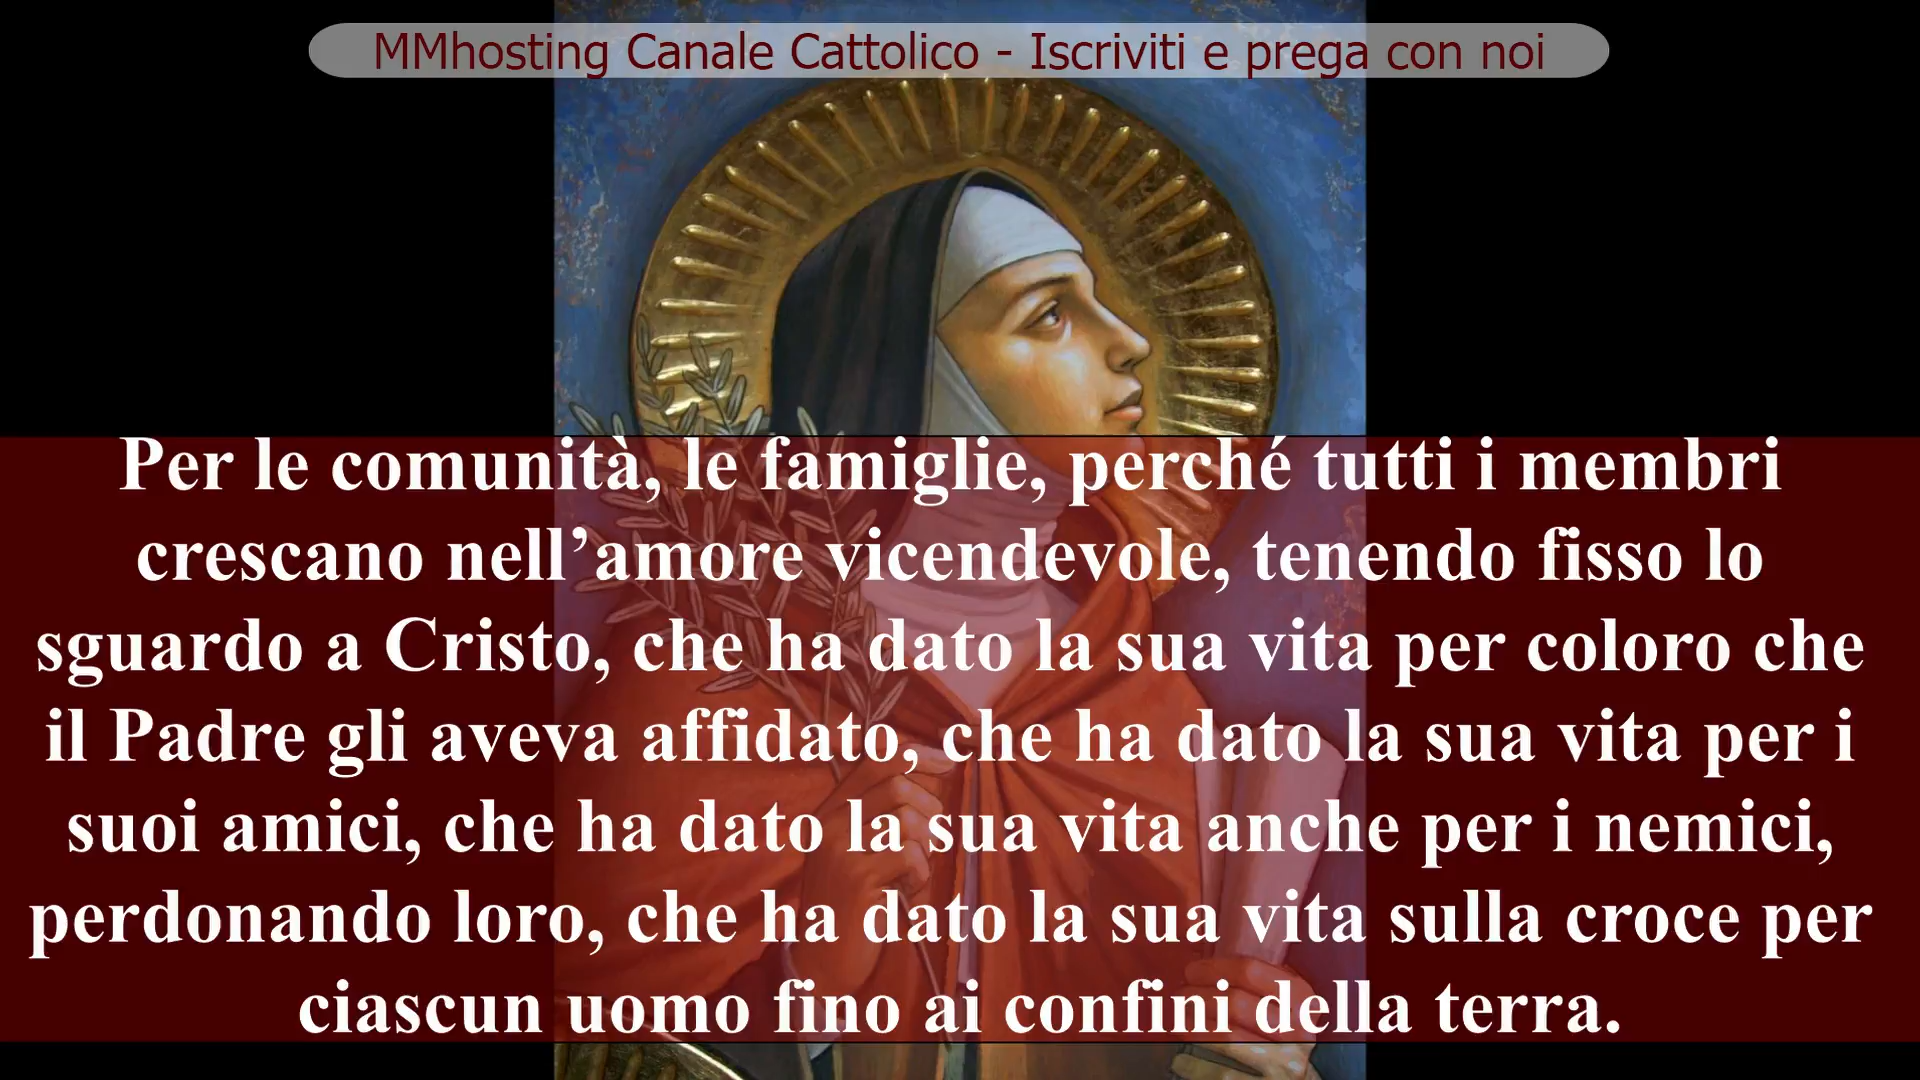 MMhosting Canale Cattolico - Iscriviti e prega con noi
Per le comunità, le famiglie, perché tutti i membri
crescano nell’amore vicendevole, tenendo fisso lo
sguardo a Cristo, che ha dato la sua vita per coloro che
il Padre gli aveva affidato, che ha dato la sua vita per i
suoi amici, che ha dato la sua vita anche per i nemici,
perdonando loro, che ha dato la sua vita sulla croce per
ciascun uomo fino ai confini della terra.